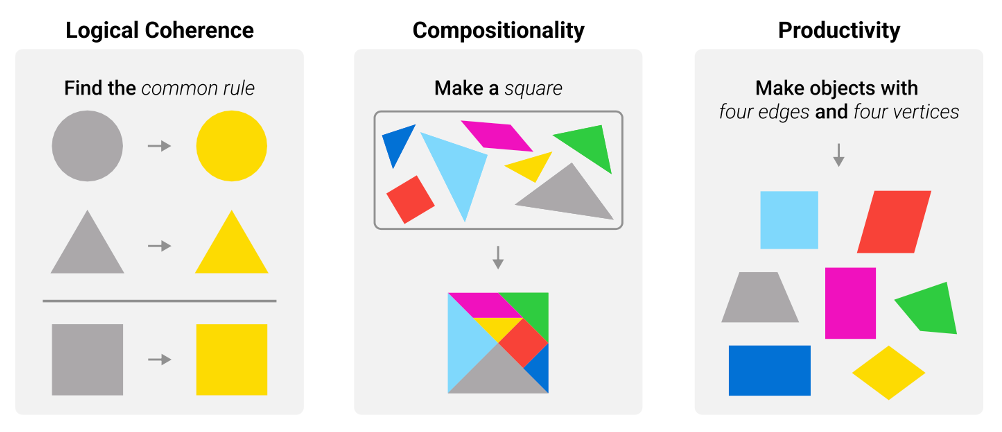 Logical Coherence
Find the common rule
Compositionality
Make a square
Productivity
Make objects with
four edges and four vertices